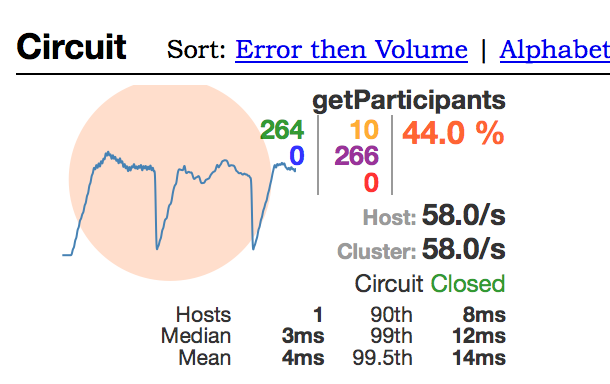 Circuit Sort: Error then Volume | Alphabet
getParticipants
264 10 44.0 %
0 266
0
Host: 58.0/s
Cluster: 58.0/s
Circuit Closed
Hosts 1 90th 8ms
Median 3ms 99th 12ms
Mean 4ms 99.5th 14ms